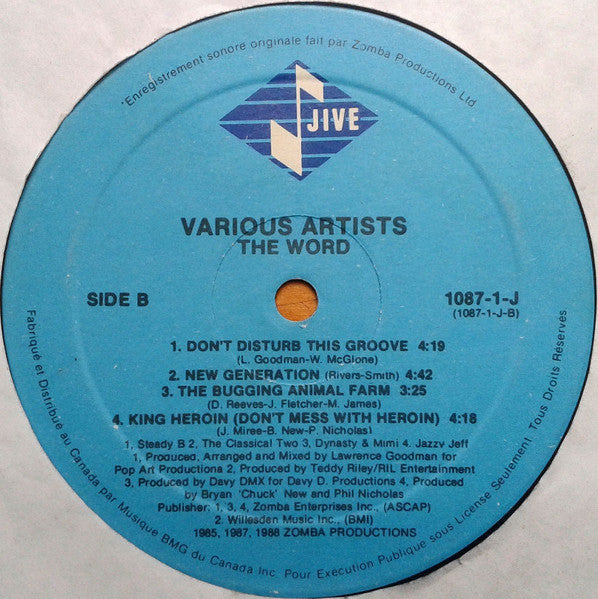 *Enregistrement sonore originale fait par Zomba Productions Ltd.
JIVE
VARIOUS ARTISTS
THE WORD
SIDE B
1087-1-J
(1087-1-J-B)
1. DON'T DISTURB THIS GROOVE 4:19
(L. Goodman-W. McGlone)
2. NEW GENERATION (Rivers-Smith) 4:42
3. THE BUGGING ANIMAL FARM 3:25
(D. Reeves-J. Fletcher-M. James)
4. KING HEROIN (DON'T MESS WITH HEROIN) 4:18
(J. Miree-B. New-P. Nicholas)
1, Steady B 2, The Classical Two 3, Dynasty & Mimi 4. Jazzy Jeff
1, Produced, Arranged and Mixed by Lawrence Goodman for
Pop Art Productiona 2, Produced by Teddy Riley/RIL Entertainment
3, Produced by Davy DMX for Davy D. Productions 4, Produced
by Bryan 'Chuck' New and Phil Nicholas
Publisher: 1, 3, 4, Zomba Enterprises Inc., (ASCAP)
2, Willesden Music Inc., (BMI)
1985, 1987, 1988 ZOMBA PRODUCTIONS
Fabriqué et Distribué au Canada par Musique BMG du Canada Inc. Pour Exécution Publique sous License Seulement Tous Droits Réservés